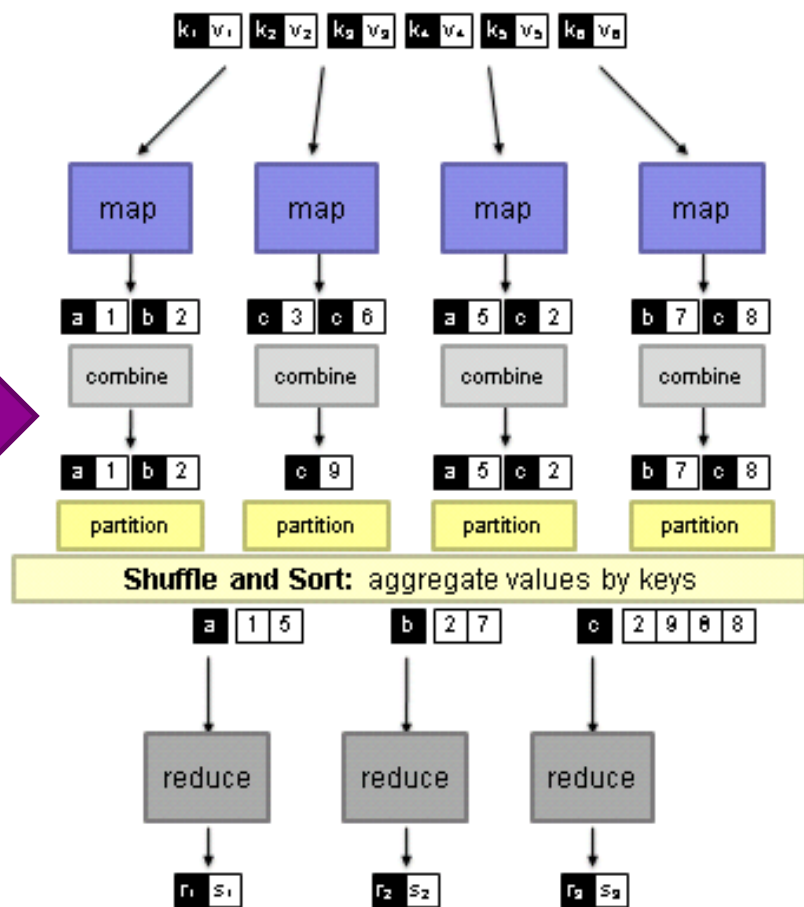 k₁ v₁ k₂ v₂ k₃ v₃ k₄ v₄ k₅ v₅ k₆ v₆
map map map map
a 1 b 2 c 3 c 6 a 5 c 2 b 7 c 8
combine combine combine combine
a 1 b 2 c 9 a 5 c 2 b 7 c 8
partition partition partition partition
Shuffle and Sort: aggregate values by keys
a 1 5 b 2 7 c 2 9 8 8
reduce reduce reduce
r₁ s₁ r₂ s₂ r₃ s₃